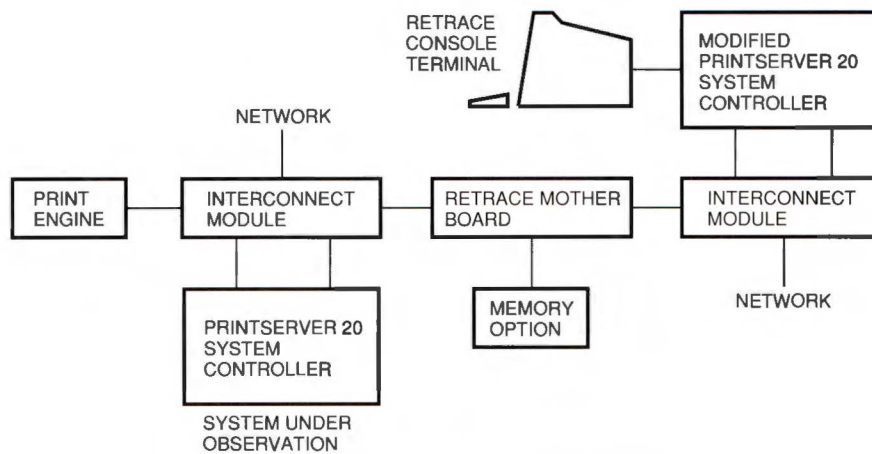 RETRACE
CONSOLE
TERMINAL
MODIFIED
PRINTSERVER 20
SYSTEM
CONTROLLER
NETWORK
PRINT
ENGINE
INTERCONNECT
MODULE
RETRACE MOTHER
BOARD
INTERCONNECT
MODULE
PRINTSERVER 20
SYSTEM
CONTROLLER
MEMORY
OPTION
NETWORK
SYSTEM UNDER
OBSERVATION